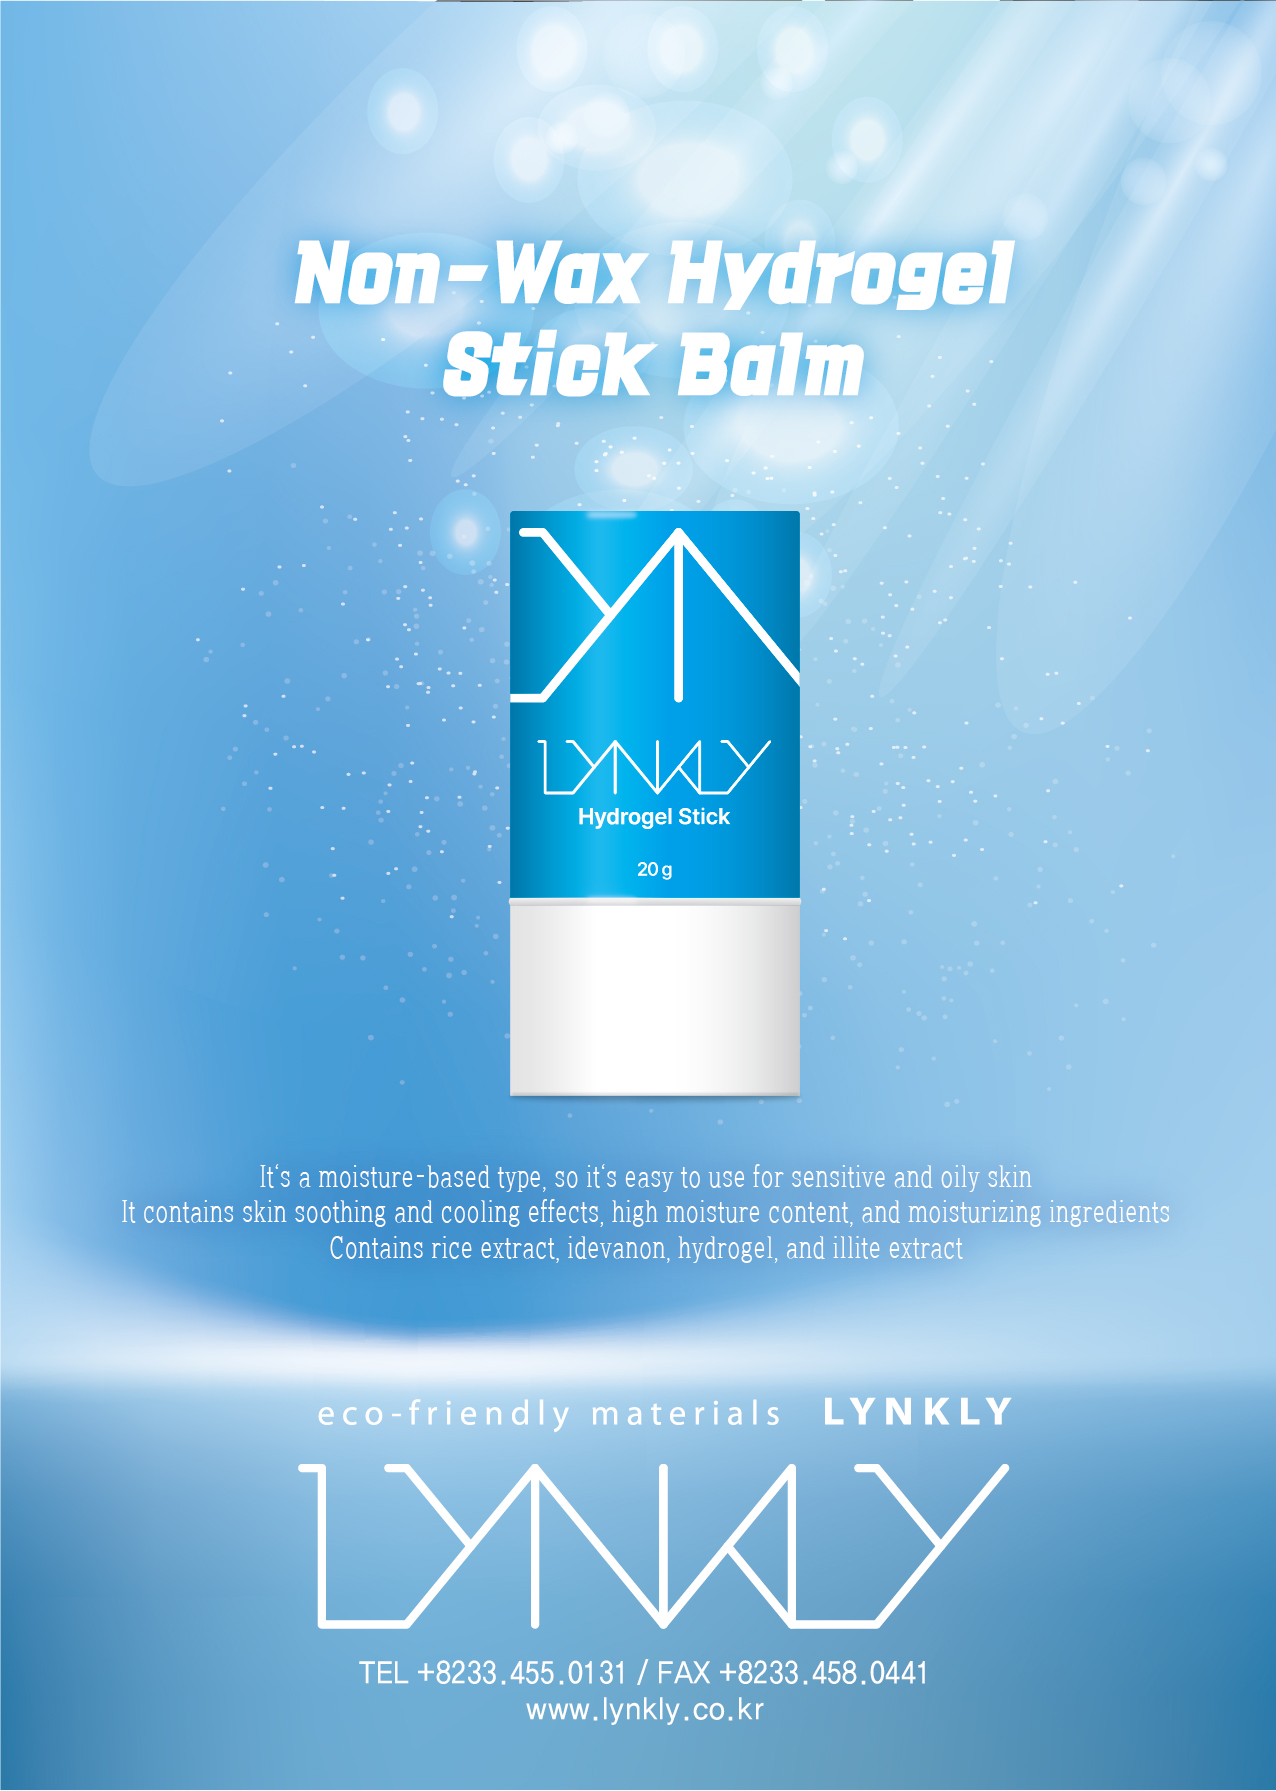 Non-Wax Hydrogel
Stick Balm
LYNKLY
Hydrogel Stick
20 g
It‘s a moisture-based type, so it‘s easy to use for sensitive and oily skin
It contains skin soothing and cooling effects, high moisture content, and moisturizing ingredients
Contains rice extract, idevanon, hydrogel, and illite extract
eco-friendly materials LYNKLY
LYNKLY
TEL +8233.455.0131 / FAX +8233.458.0441
www.lynkly.co.kr